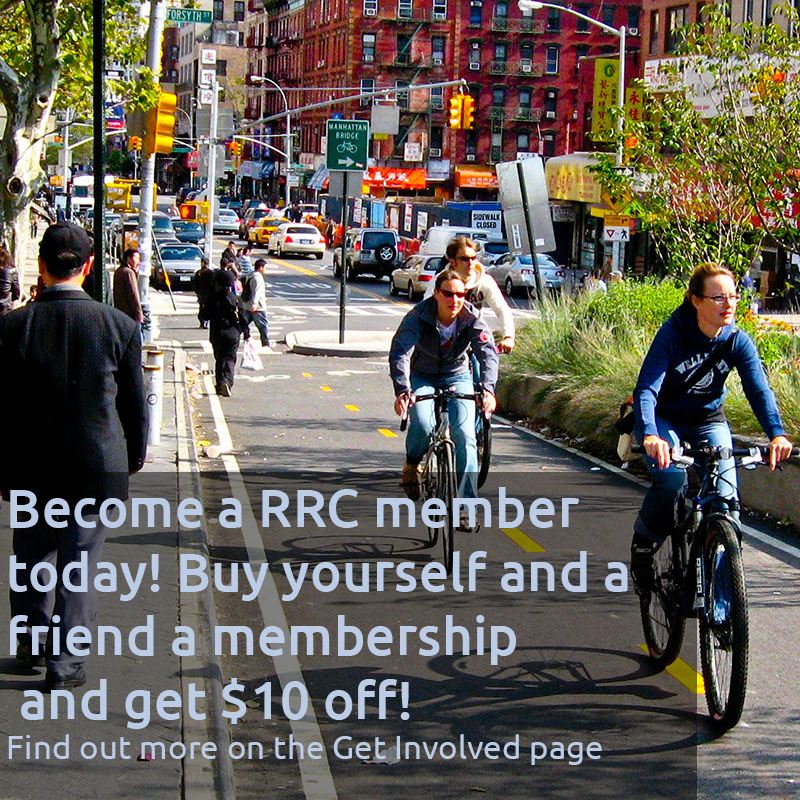 FORSYTH ST
MANHATTAN
BRIDGE
SIDEWALK
CLOSED
Become a RRC member
today! Buy yourself and a
friend a membership
and get $10 off!
Find out more on the Get Involved page